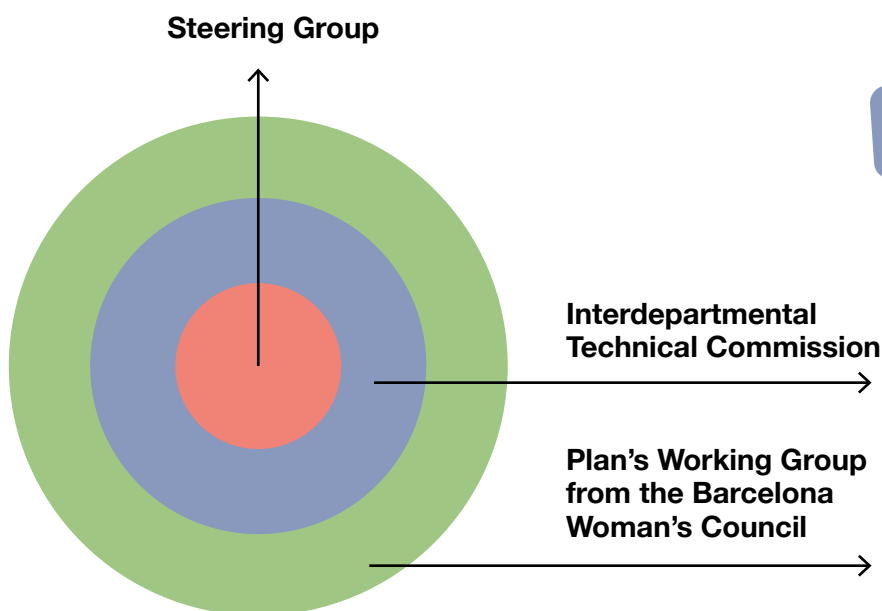 Steering Group
Interdepartmental
Technical Commission
Plan’s Working Group
from the Barcelona
Woman’s Council